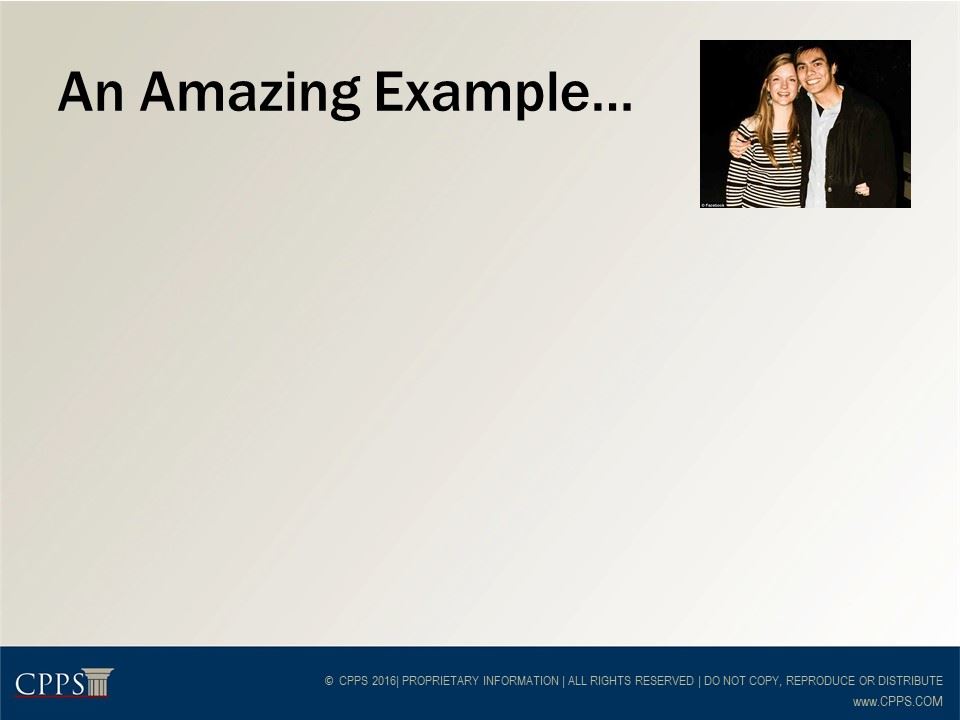 An Amazing Example...
© Facebook
CPPS
© CPPS 2016| PROPRIETARY INFORMATION | ALL RIGHTS RESERVED | DO NOT COPY, REPRODUCE OR DISTRIBUTE
www.CPPS.COM